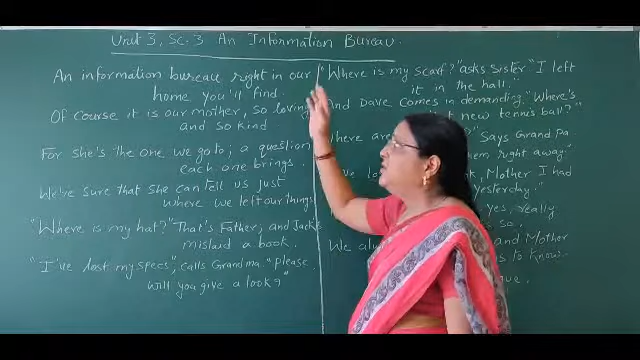 Unit 3, Sc. 3 An Information Bureau.
An information bureau right in our
home you'll find.
Of course it is our mother, so loving
and so kind
For she's the one we go to; a question
each one brings.
We're sure that she can tell us just
where we left our things
"Where is my hat?" That's Father, and Jack's
mislaid a book.
"I've lost my specs", calls Grandma. "Please
will you give a look?"
"Where is my scarf?" asks Sister "I left
it in the hall."
And Dave comes in demanding, "Where's
new tennis ball?"
Where are
" Says Grand Pa.
them right away."
, Mother I had
yesterday."
yes, really
so.
We
and Mother
to know.